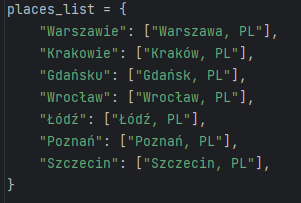 places_list = {
    "Warszawie": ["Warszawa, PL"],
    "Krakowie": ["Kraków, PL"],
    "Gdańsku": ["Gdańsk, PL"],
    "Wrocław": ["Wrocław, PL"],
    "Łódź": ["Łódź, PL"],
    "Poznań": ["Poznań, PL"],
    "Szczecin": ["Szczecin, PL"],
}